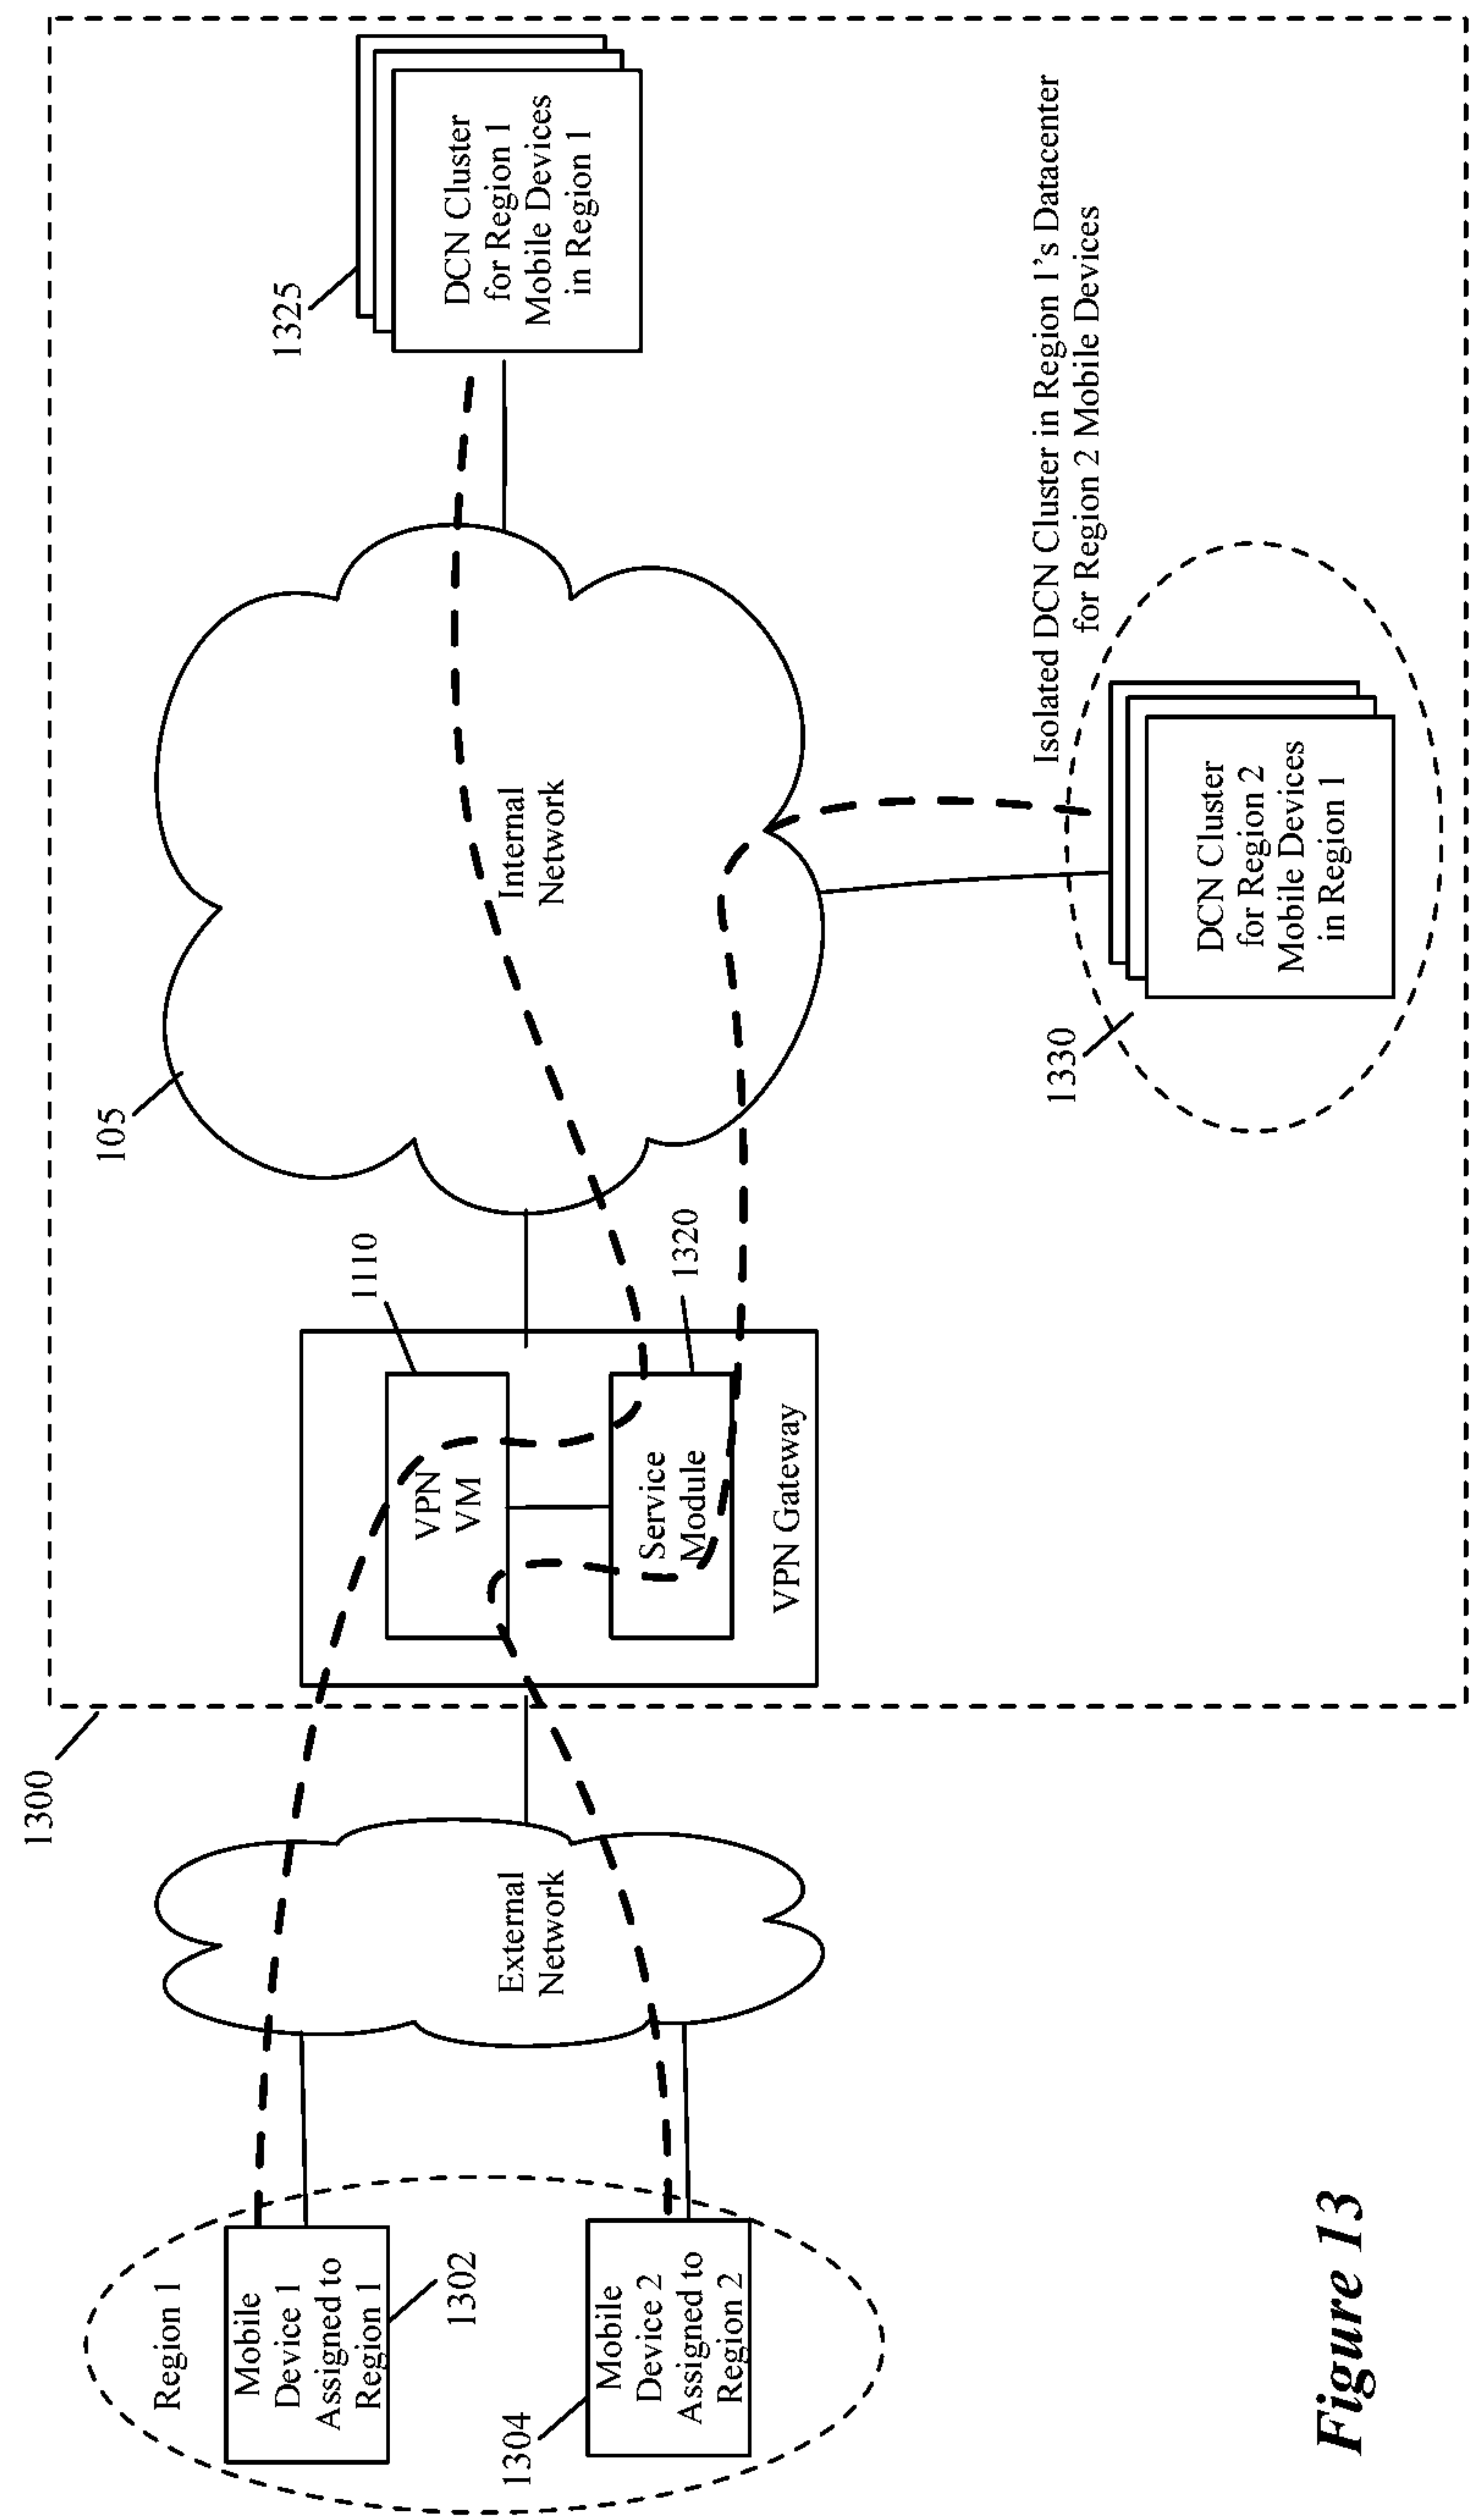 1300
Region 1
Mobile
Device 1
Assigned to
Region 1
1302
1304
Mobile
Device 2
Assigned to
Region 2
External
Network
VPN
VM
1110
Service
Module
1320
VPN Gateway
105
Internal
Network
1325
DCN Cluster
for Region 1
Mobile Devices
in Region 1
Isolated DCN Cluster in Region 1's Datacenter
for Region 2 Mobile Devices
1330
DCN Cluster
for Region 2
Mobile Devices
in Region 1
Figure 13